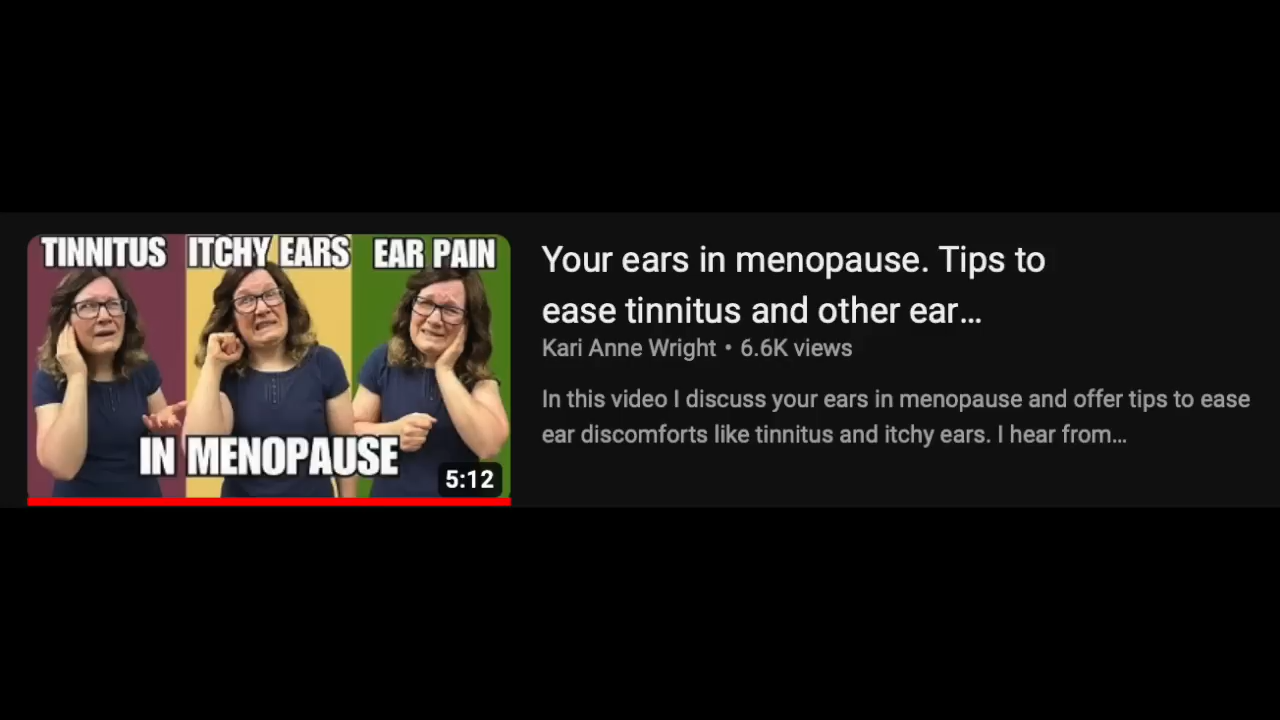 TINNITUS ITCHY EARS EAR PAIN
IN MENOPAUSE
5:12
Your ears in menopause. Tips to
ease tinnitus and other ear...
Kari Anne Wright • 6.6K views
In this video I discuss your ears in menopause and offer tips to ease
ear discomforts like tinnitus and itchy ears. I hear from...